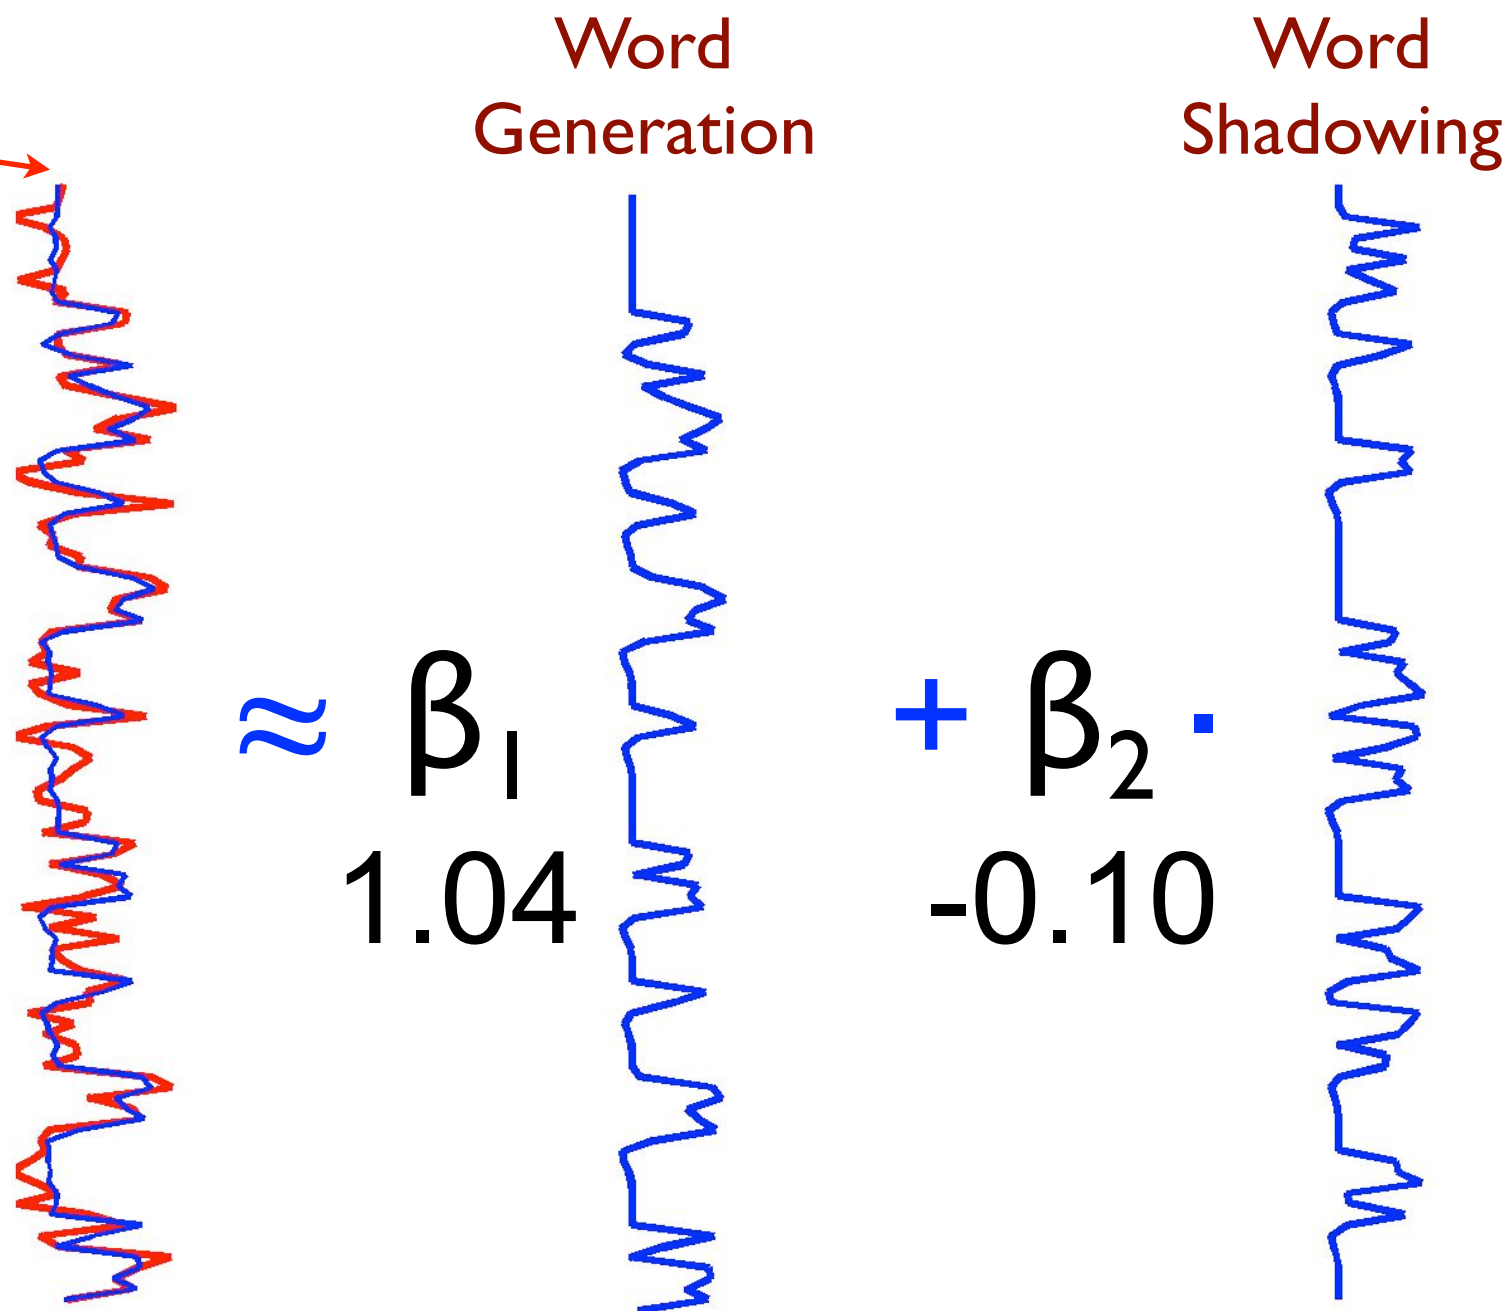 Word
Generation
Word
Shadowing
≈ β₁
+ β₂ ·
1.04
-0.10